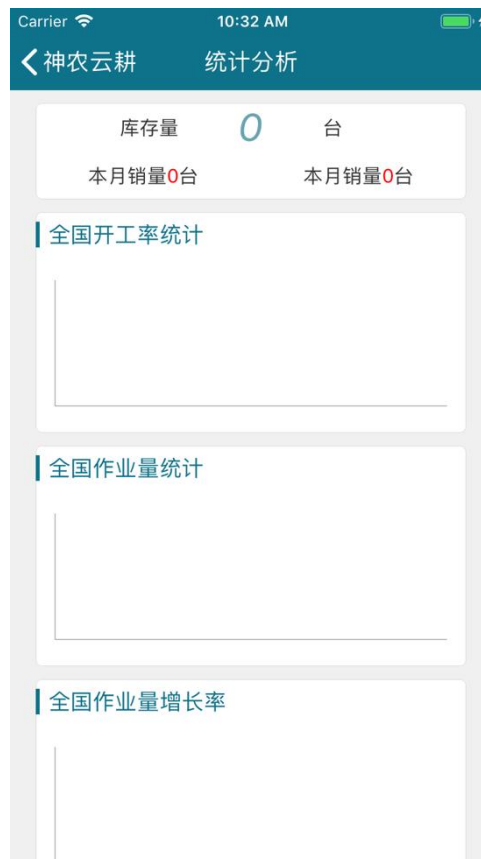 Carrier 10:32 AM
神农云耕 统计分析
库存量 0 台
本月销量0台 本月销量0台
全国开工率统计
全国作业量统计
全国作业量增长率